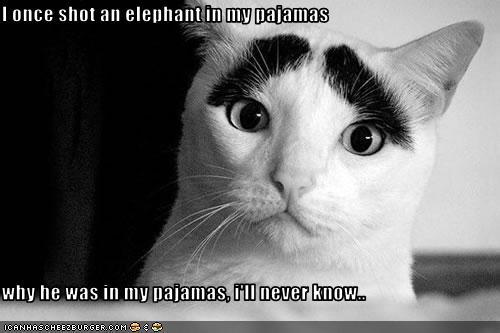 I once shot an elephant in my pajamas
why he was in my pajamas, i'll never know..
ICANHASCHEEZBURGER.COM